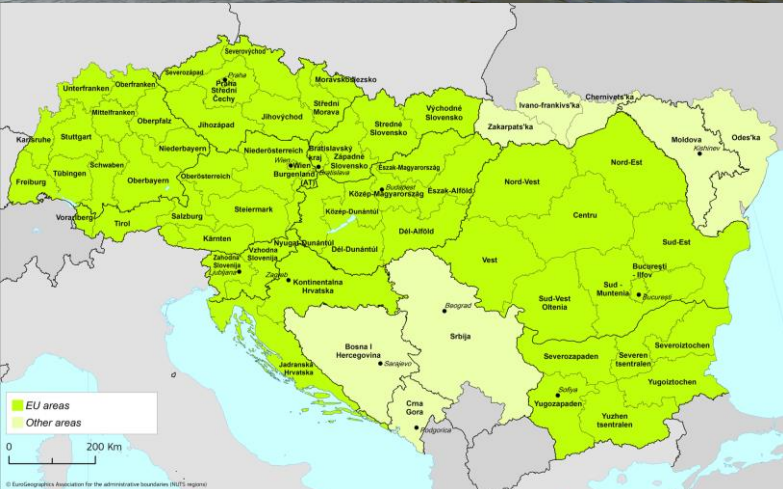 Severovýchod
Severozápad
Praha
Praha
Střední
Čechy
Moravskoslezsko
Unterfranken
Oberfranken
Mittelfranken
Oberpfalz
Jihozápad
Jihovýchod
Střední
Morava
Východné
Slovensko
Stredné
Slovensko
Ivano-frankivs'ka
Chernivets'ka
Zakarpats'ka
Moldova
Kishinev
Odes'ka
Karlsruhe
Stuttgart
Niederbayern
Niederösterreich
Bratislavský
kraj
Západné
Slovensko
Wien
Wien
Bratislava
Burgenland
(AT)
Schwaben
Tübingen
Freiburg
Oberbayern
Oberösterreich
Észak-Magyarország
Budapest
Közép-Magyarország
Észak-Alföld
Nord-Vest
Nord-Est
Vorarlberg
Tirol
Salzburg
Steiermark
Közép-Dunántúl
Centru
Kärnten
Nyugat-Dunántúl
Dél-Dunántúl
Dél-Alföld
Sud-Est
Zahodna
Slovenija
Vzhodna
Slovenija
Ljubljana
Zagreb
Kontinentalna
Hrvatska
Vest
Bucureşti
- Ilfov
Sud -
Muntenia
Bucureşti
Sud-Vest
Oltenia
Beograd
Srbija
Bosna I
Hercegovina
Sarajevo
Jadranska
Hrvatska
Severozapaden
Severen
tsentralen
Severoiztochen
Yugoiztochen
Sofiya
Yugozapaden
Yuzhen
tsentralen
Crna
Gora
Podgorica
EU areas
Other areas
0 200 Km
© EuroGeographics Association for the administrative boundaries (NUTS regions)